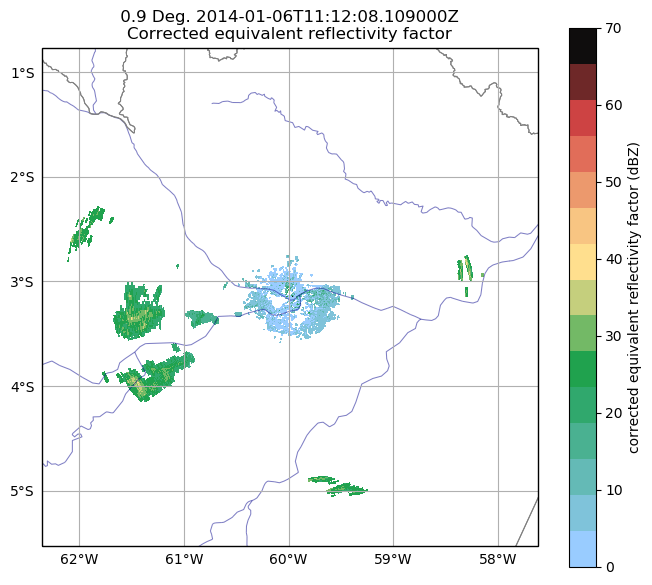 0.9 Deg. 2014-01-06T11:12:08.109000Z
Corrected equivalent reflectivity factor
1°S
2°S
3°S
4°S
5°S
62°W 61°W 60°W 59°W 58°W
70
60
50
40
30
20
10
0
corrected equivalent reflectivity factor (dBZ)